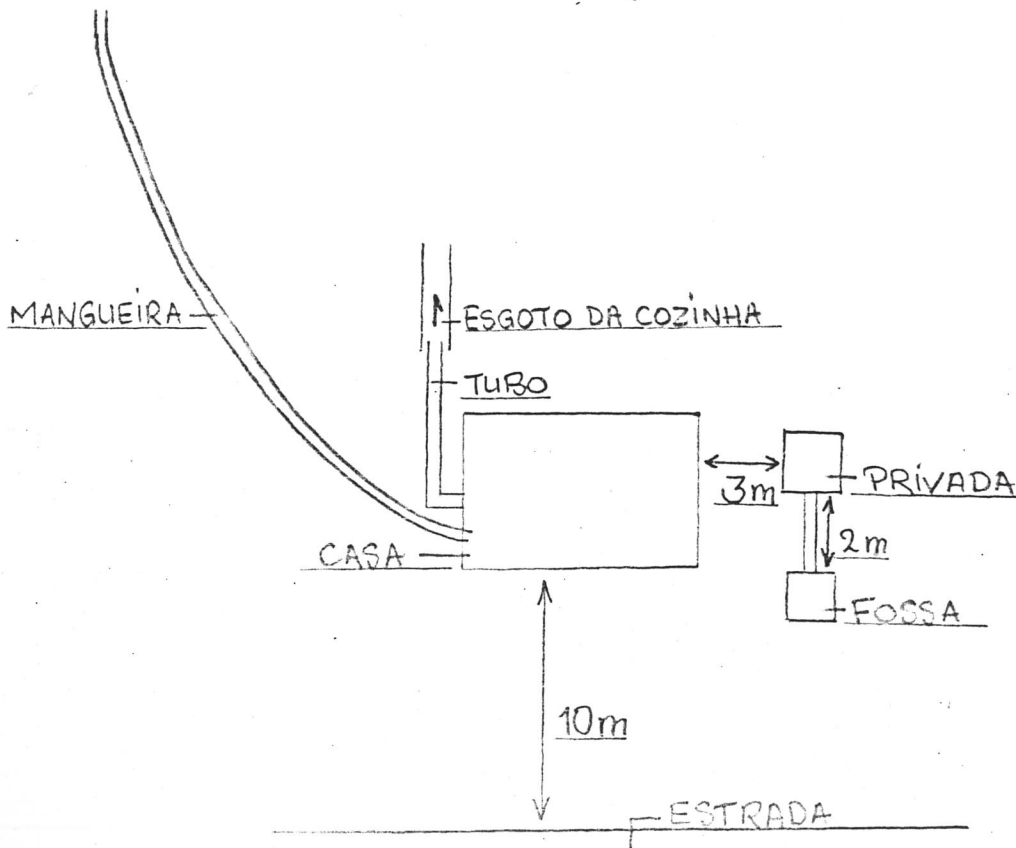 MANGUEIRA
ESGOTO DA COZINHA
TUBO
3m
PRIVADA
2m
CASA
FOSSA
10m
ESTRADA